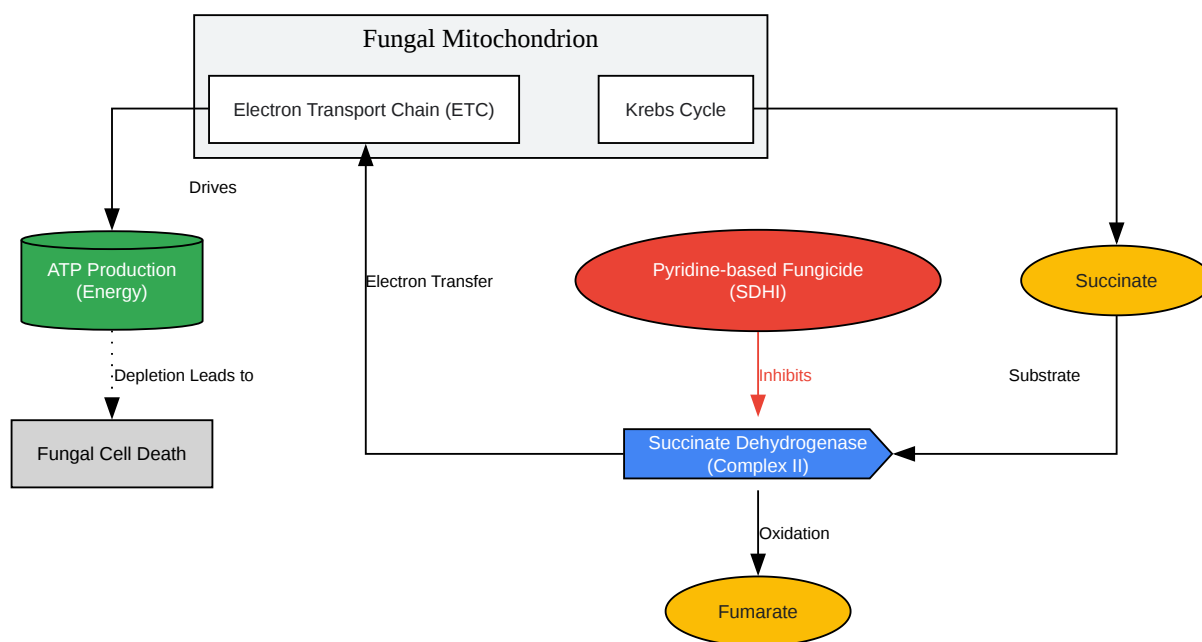 Fungal Mitochondrion
Electron Transport Chain (ETC)
Krebs Cycle
Drives
ATP Production
(Energy)
Electron Transfer
Pyridine-based Fungicide
(SDHI)
Succinate
Depletion Leads to
Inhibits
Substrate
Fungal Cell Death
Succinate Dehydrogenase
(Complex II)
Oxidation
Fumarate